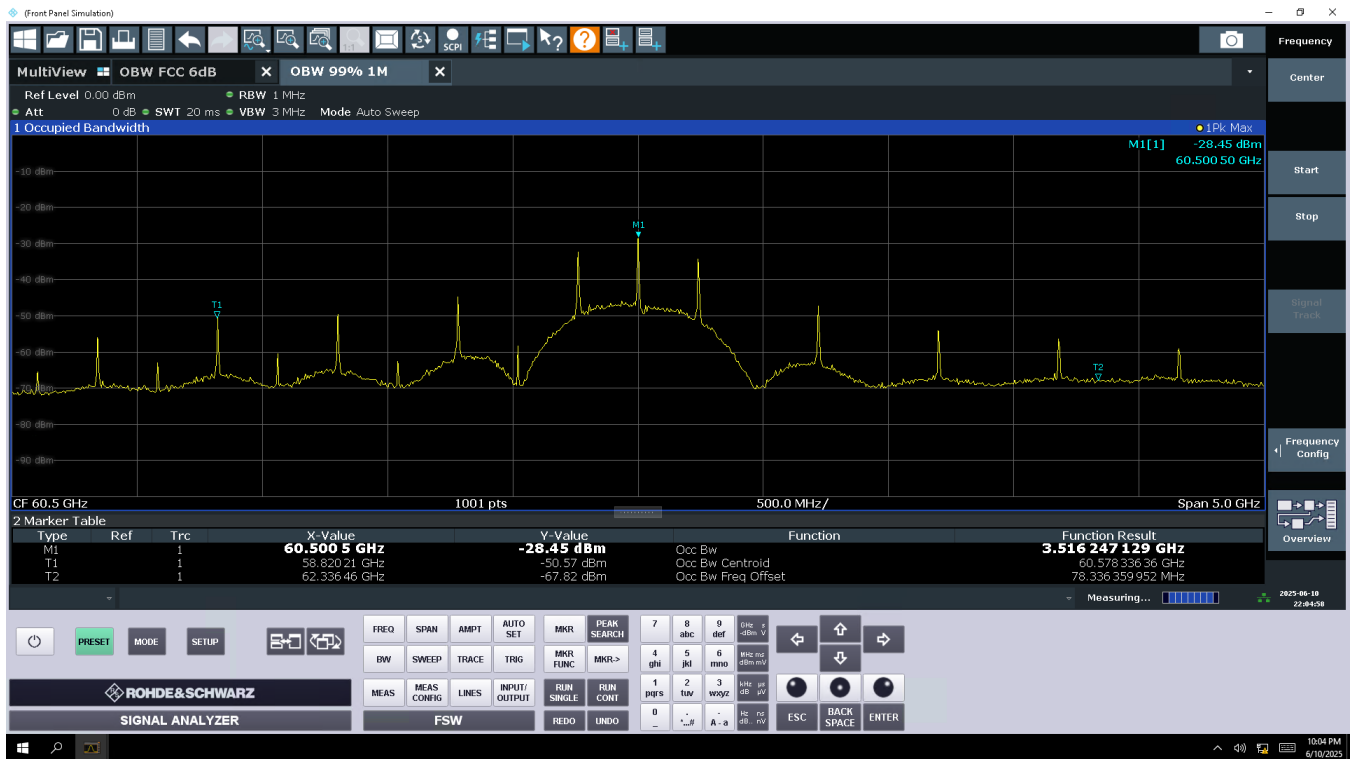 (Front Panel Simulation)
SCPI
Frequency
MultiView OBW FCC 6dB OBW 99% 1M
Center
Ref Level 0.00 dBm RBW 1 MHz
Att 0 dB SWT 20 ms VBW 3 MHz Mode Auto Sweep
1 Occupied Bandwidth 1Pk Max
M1[1] -28.45 dBm
60.500 50 GHz
-10 dBm
Start
-20 dBm
Stop
M1
-30 dBm
-40 dBm
T1
Signal
Track
-50 dBm
-60 dBm
T2
-70 dBm
-80 dBm
Frequency
Config
-90 dBm
CF 60.5 GHz 1001 pts 500.0 MHz/ Span 5.0 GHz
2 Marker Table
Type Ref Trc X-Value Y-Value Function Function Result
M1 1 60.500 5 GHz -28.45 dBm Occ Bw 3.516 247 129 GHz
T1 1 58.820 21 GHz -50.57 dBm Occ Bw Centroid 60.578 336 36 GHz
T2 1 62.336 46 GHz -67.82 dBm Occ Bw Freq Offset 78.336 359 952 MHz
Overview
Measuring... 2025-06-10
22:04:58
PRESET MODE SETUP
FREQ SPAN AMPT AUTO SET MKR PEAK SEARCH 7 8 abc 9 def GHz s -dBm V
BW SWEEP TRACE TRIG MKR FUNC MKR-> 4 ghi 5 jkl 6 mno MHz ms dBm mV
MEAS MEAS CONFIG LINES INPUT/ OUTPUT RUN SINGLE RUN CONT 1 pqrs 2 tuv 3 wxyz kHz µs dB µV
ROHDE&SCHWARZ
SIGNAL ANALYZER FSW REDO UNDO 0 _ . *...# - A - a Hz ns dB.. nV ESC BACK SPACE ENTER
10:04 PM
6/10/2025